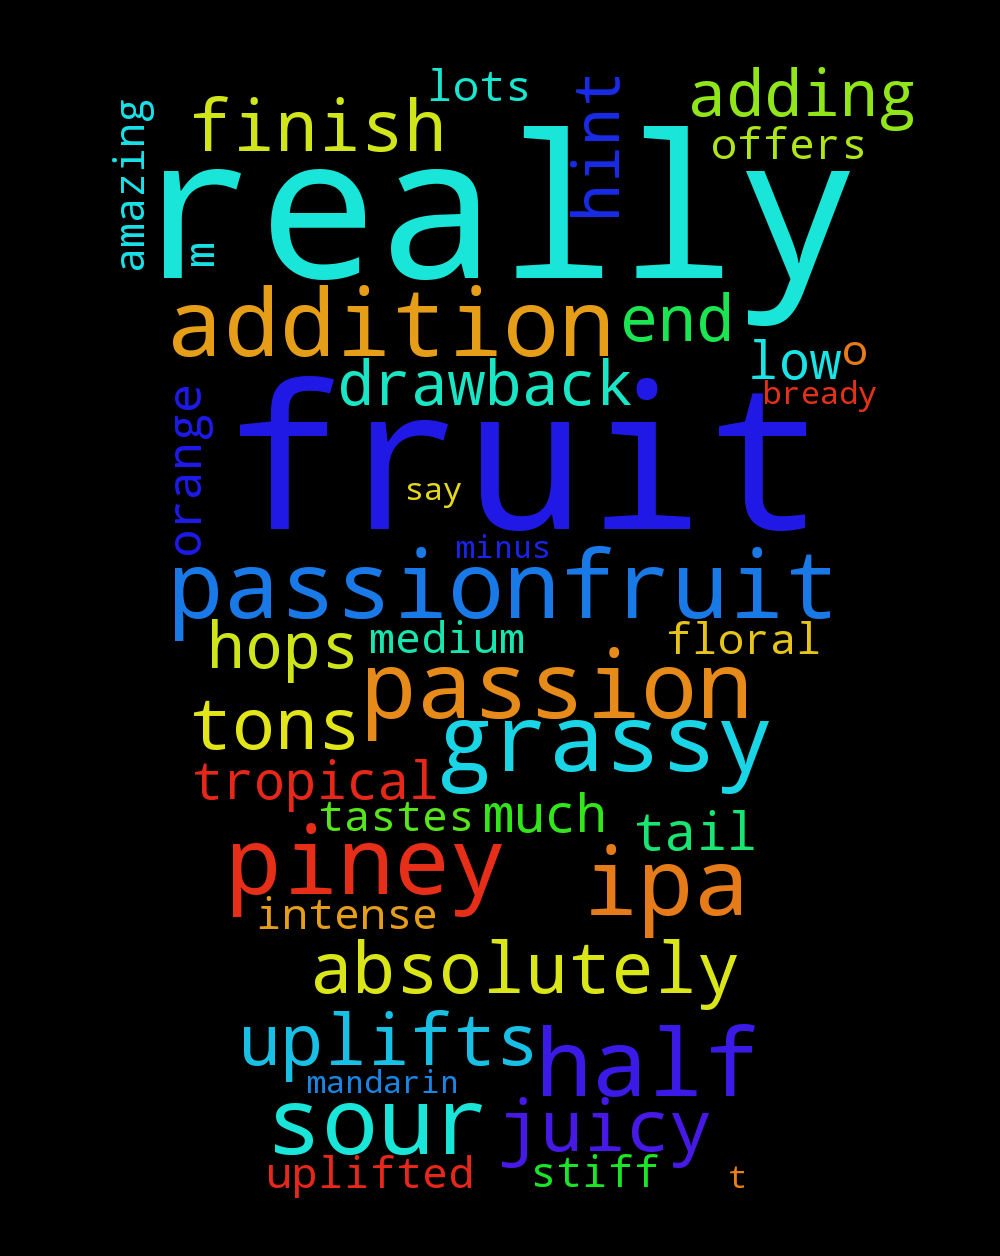 lots
adding
finish
hint
offers
amazing
really
m
addition
end
low
o
drawback
bready
orange
fruit
say
minus
passionfruit
hops
medium
floral
passion
tons
grassy
tropical
tastes
much
tail
piney
ipa
intense
absolutely
uplifts
half
mandarin
sour
juicy
uplifted
stiff
t